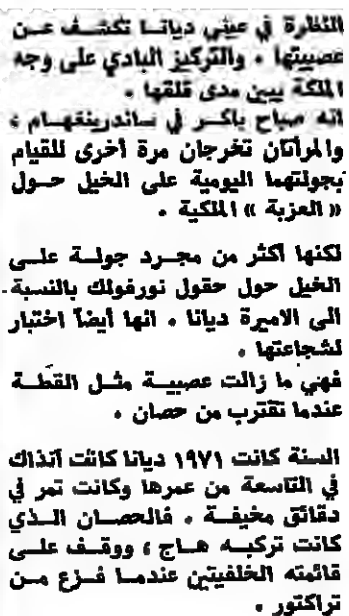 النظرة في عيني ديانا تكشف عن
عصبيتها . والتركيز البادي على وجه
الملكة يبين مدى قلقها .
انه صباح باكر في ساندرينغهام ،
والمرأتان تخرجان مرة أخرى للقيام
بجولتهما اليومية على الخيل حول
« العزبة » الملكية .
لكنها أكثر من مجرد جولة على
الخيل حول حقول نورفولك بالنسبة
الى الاميرة ديانا . انها أيضاً اختبار
لشجاعتها .
فهي ما زالت عصبية مثل القطة
عندما تقترب من حصان .
السنة كانت ١٩٧١ ديانا كانت آنذاك
في التاسعة من عمرها وكانت تمر في
دقائق مخيفة . فالحصان الذي
كانت تركبه هاج ، ووقف على
قائمته الخلفيتين عندما فزع من
تراكتور .